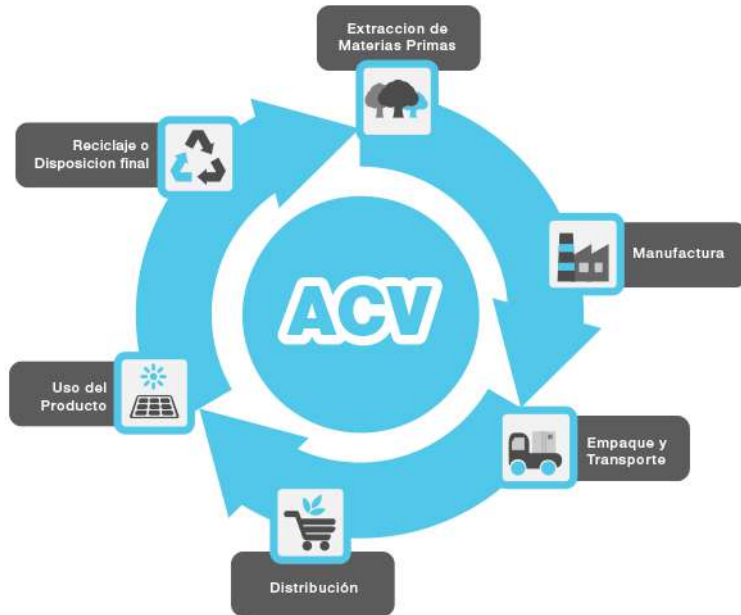 Extraccion de
Materias Primas
Manufactura
Empaque y
Transporte
Distribución
Uso del
Producto
Reciclaje o
Disposicion final
ACV